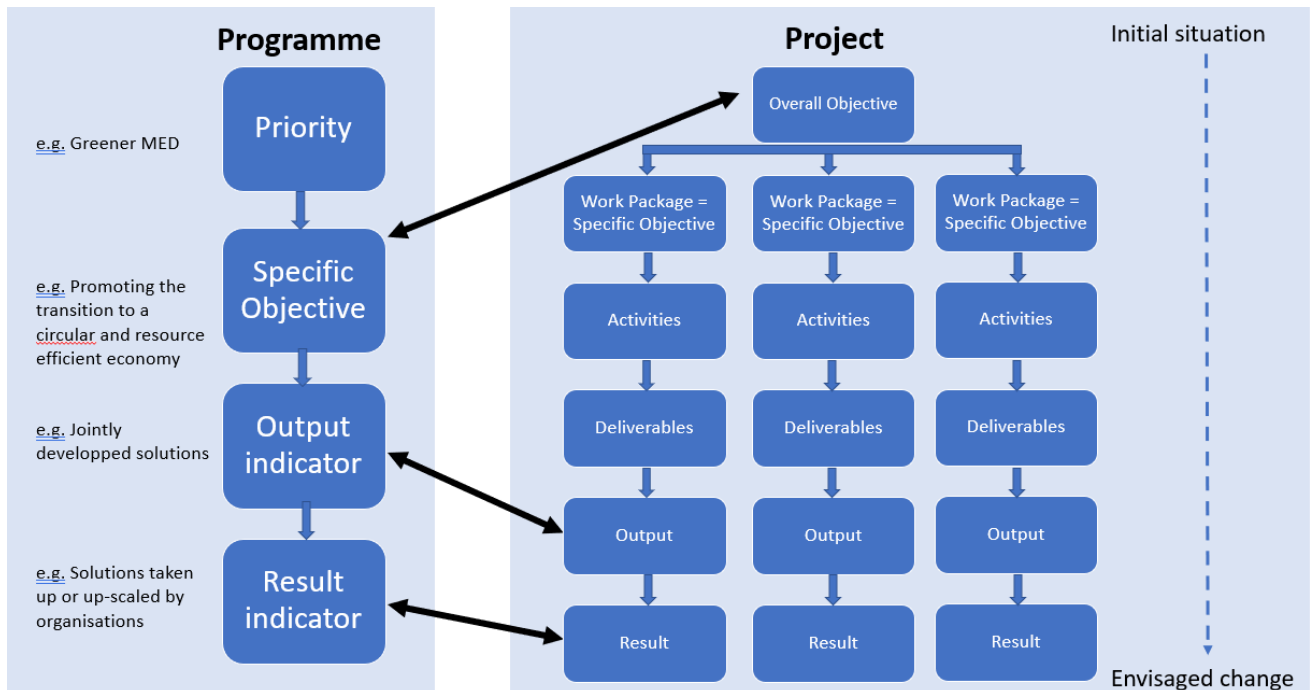 Programme
Priority
e.g. Greener MED
Specific
Objective
e.g. Promoting the
transition to a
circular and resource
efficient economy
Output
indicator
e.g. Jointly
developped solutions
Result
indicator
e.g. Solutions taken
up or up-scaled by
organisations
Project
Overall Objective
Work Package =
Specific Objective
Work Package =
Specific Objective
Work Package =
Specific Objective
Activities
Activities
Activities
Deliverables
Deliverables
Deliverables
Output
Output
Output
Result
Result
Result
Initial situation
Envisaged change